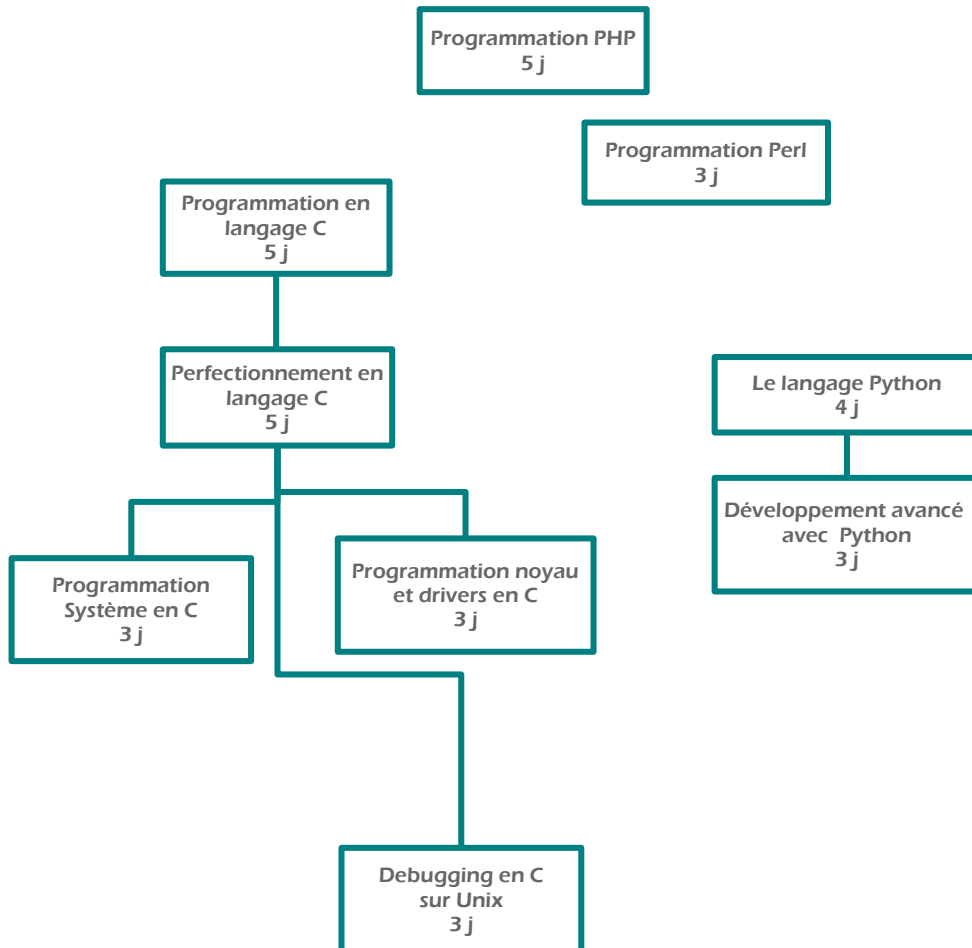 Programmation PHP
5 j
Programmation Perl
3 j
Programmation en
langage C
5 j
Perfectionnement en
langage C
5 j
Le langage Python
4 j
Développement avancé
avec Python
3 j
Programmation
Système en C
3 j
Programmation noyau
et drivers en C
3 j
Debugging en C
sur Unix
3 j